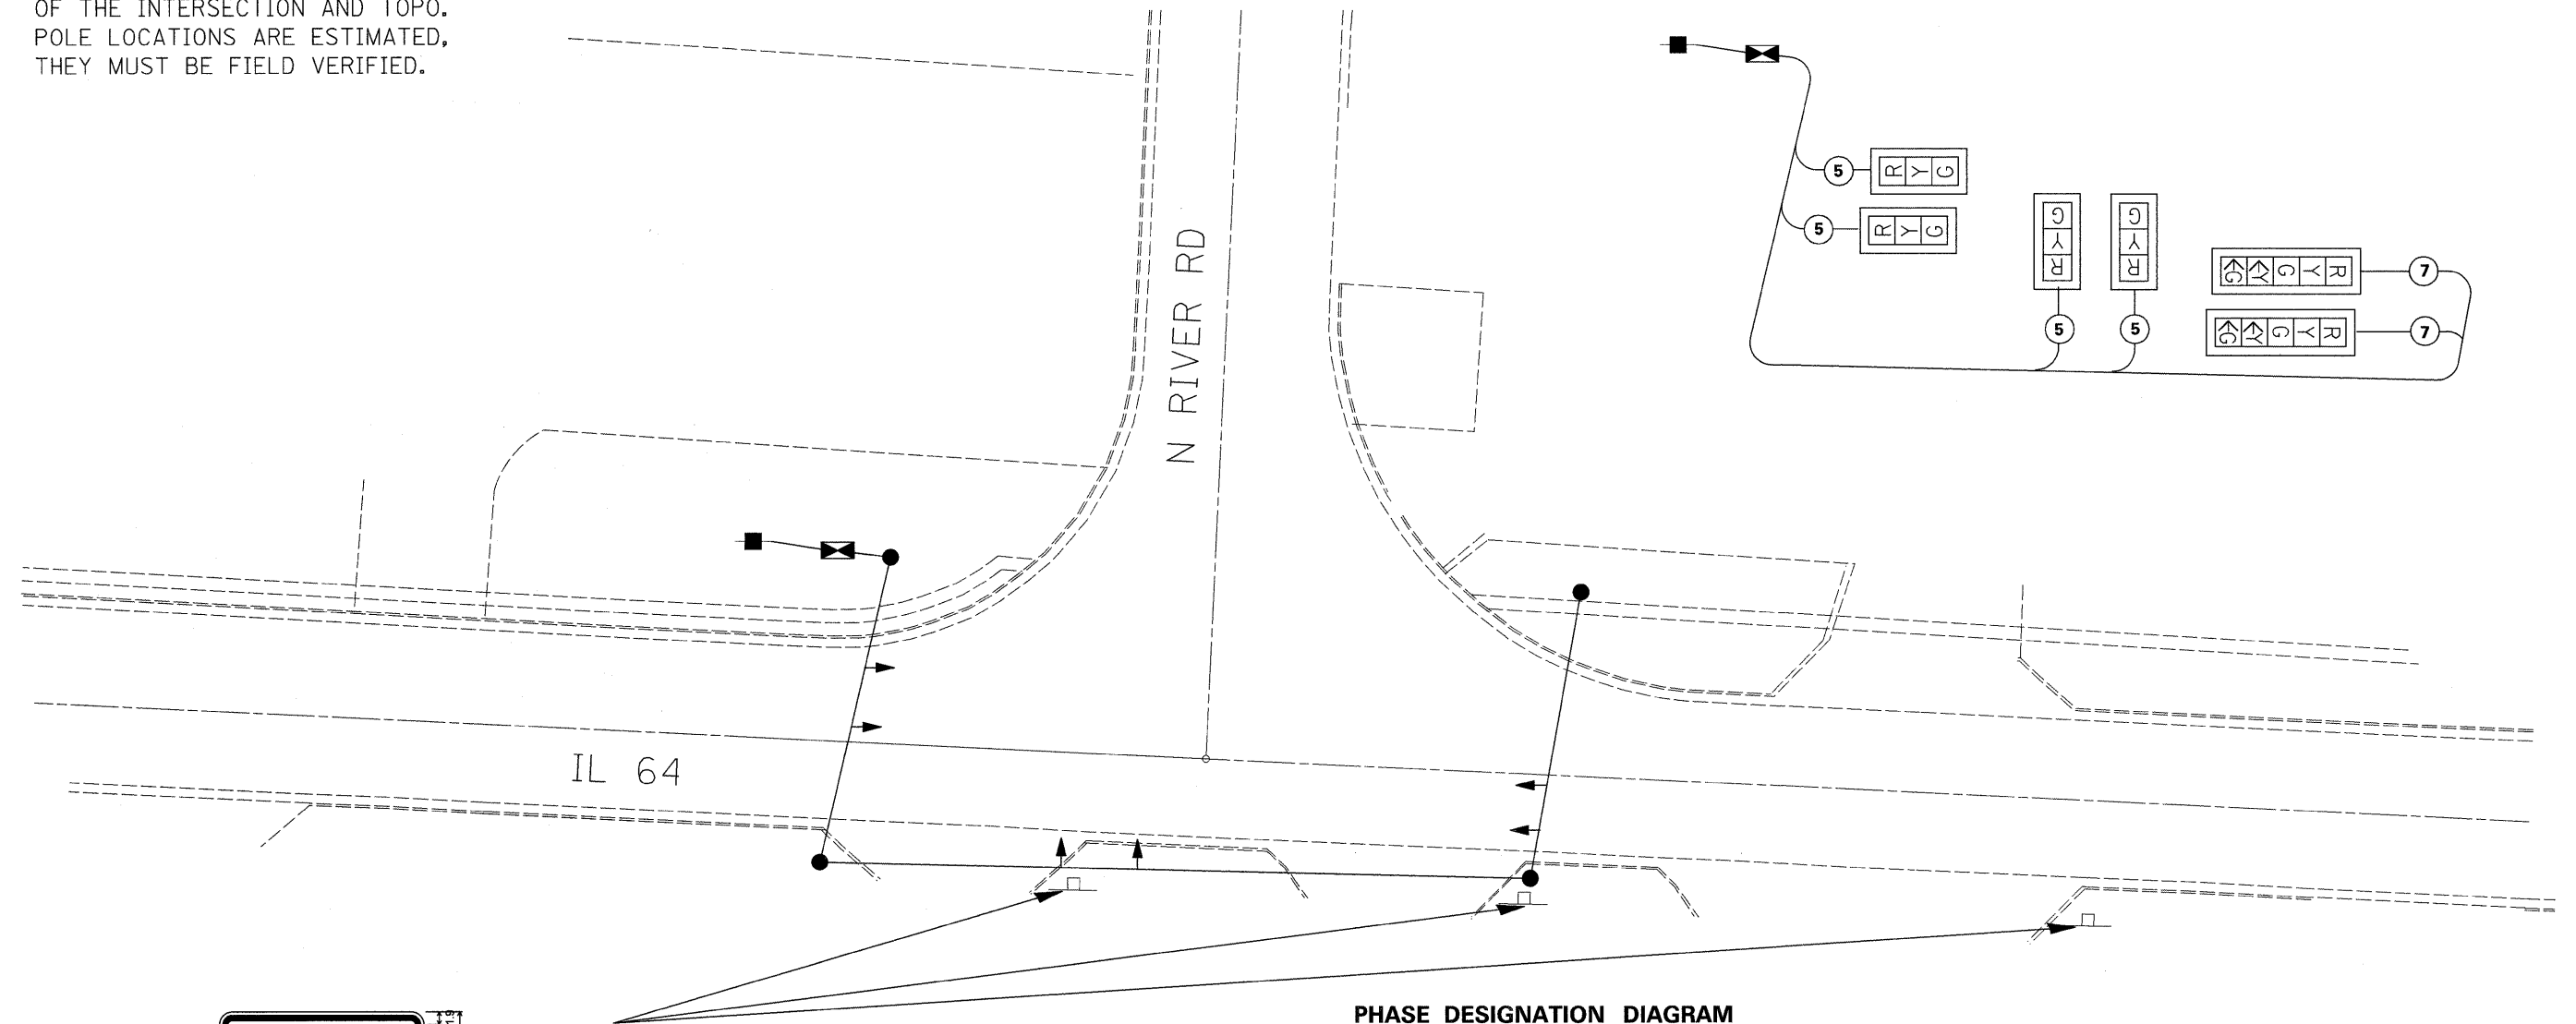 OF THE INTERSECTION AND TOPO.
POLE LOCATIONS ARE ESTIMATED,
THEY MUST BE FIELD VERIFIED.
N RIVER RD
IL 64
5
R Y G
5
R Y G
G Y R
5
G Y R
5
R Y G ←Y ←G
7
R Y G ←Y ←G
7
PHASE DESIGNATION DIAGRAM